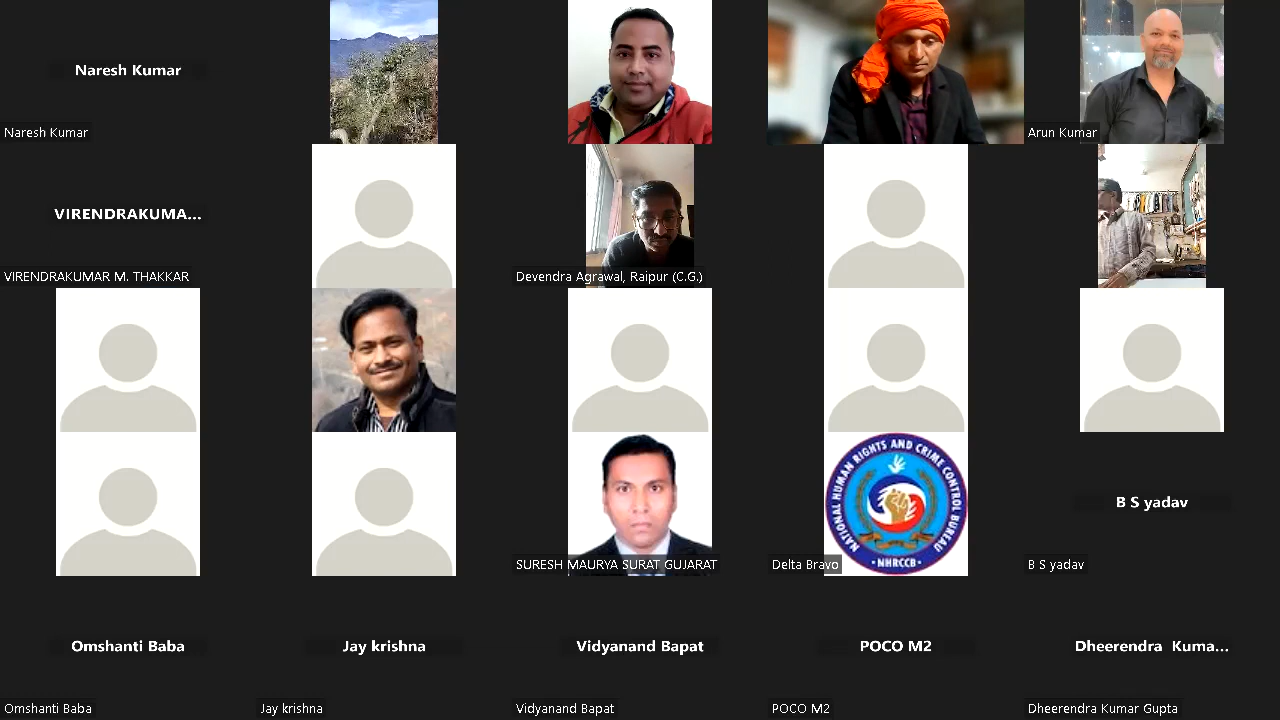 Naresh Kumar
Naresh Kumar
Arun Kumar
VIRENDRAKUMA...
VIRENDRAKUMAR M. THAKKAR
Devendra Agrawal, Raipur (C.G.)
NATIONAL HUMAN RIGHTS AND CRIME CONTROL BUREAU
NHRCCB
SURESH MAURYA SURAT GUJARAT
Delta Bravo
B S yadav
B S yadav
Omshanti Baba
Jay krishna
Vidyanand Bapat
POCO M2
Dheerendra Kuma...
Omshanti Baba
Jay krishna
Vidyanand Bapat
POCO M2
Dheerendra Kumar Gupta